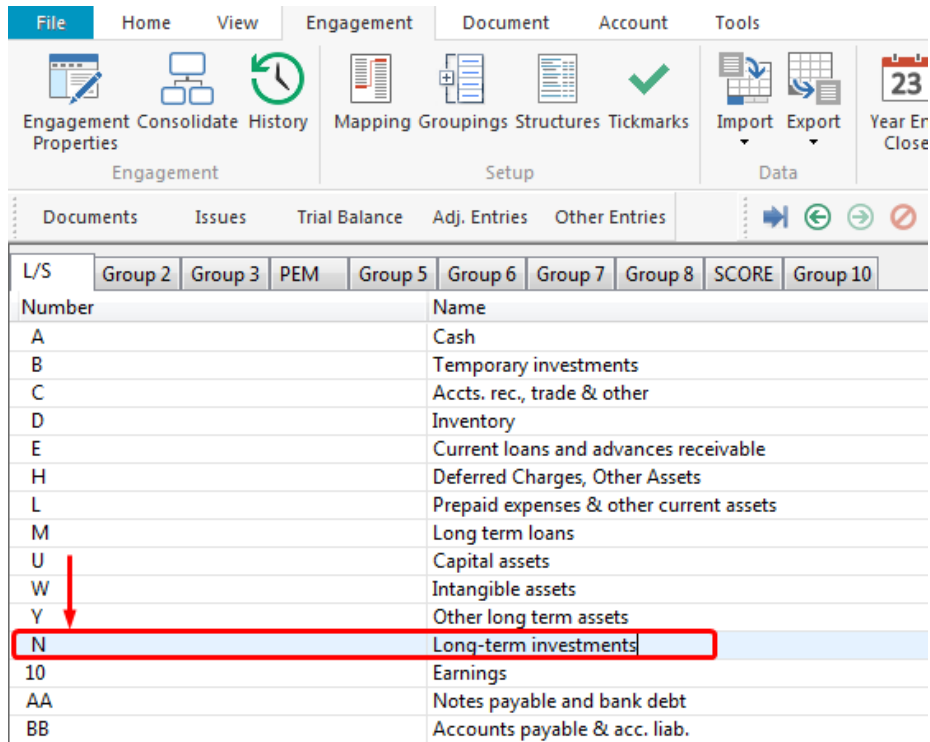 File Home View Engagement Document Account Tools
23
Engagement Consolidate History Mapping Groupings Structures Tickmarks Import Export Year En
Properties Close
Engagement Setup Data
Documents Issues Trial Balance Adj. Entries Other Entries
L/S Group 2 Group 3 PEM Group 5 Group 6 Group 7 Group 8 SCORE Group 10
Number Name
A Cash
B Temporary investments
C Accts. rec., trade & other
D Inventory
E Current loans and advances receivable
H Deferred Charges, Other Assets
L Prepaid expenses & other current assets
M Long term loans
U Capital assets
W Intangible assets
Y Other long term assets
N Long-term investments
10 Earnings
AA Notes payable and bank debt
BB Accounts payable & acc. liab.